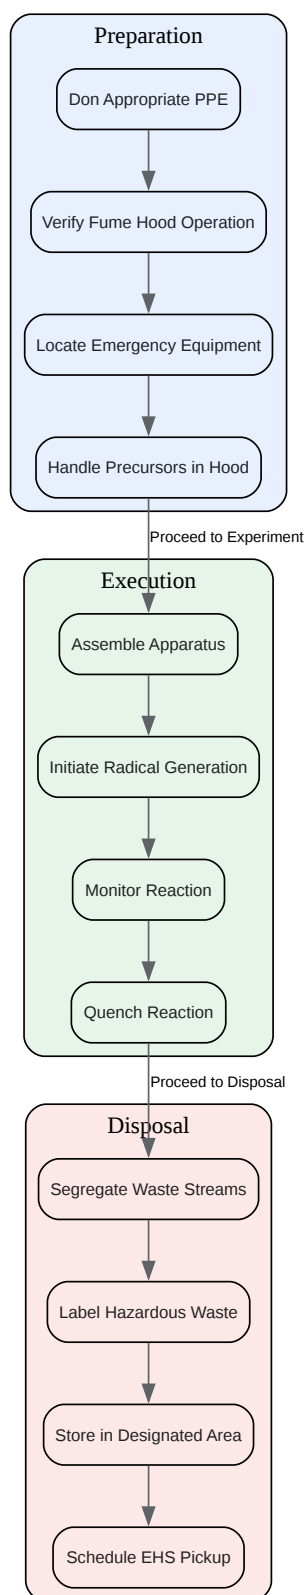 Preparation
Don Appropriate PPE
Verify Fume Hood Operation
Locate Emergency Equipment
Handle Precursors in Hood
Proceed to Experiment
Execution
Assemble Apparatus
Initiate Radical Generation
Monitor Reaction
Quench Reaction
Proceed to Disposal
Disposal
Segregate Waste Streams
Label Hazardous Waste
Store in Designated Area
Schedule EHS Pickup